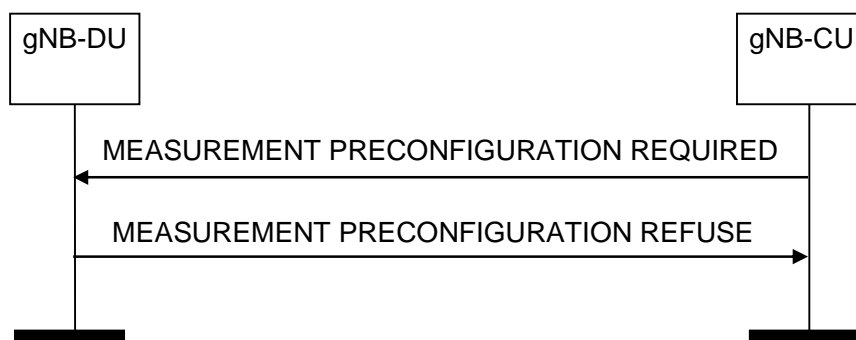 gNB-DU
gNB-CU
MEASUREMENT PRECONFIGURATION REQUIRED
MEASUREMENT PRECONFIGURATION REFUSE